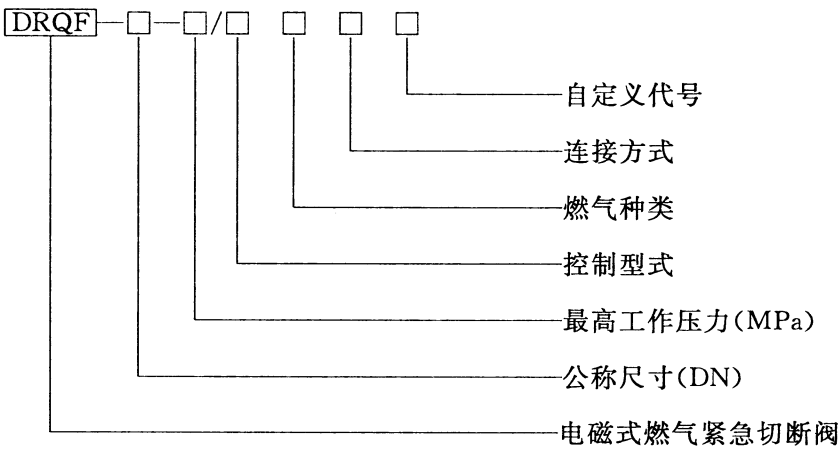 DRQF—□—□/□ □ □ □
自定义代号
连接方式
燃气种类
控制型式
最高工作压力(MPa)
公称尺寸(DN)
电磁式燃气紧急切断阀